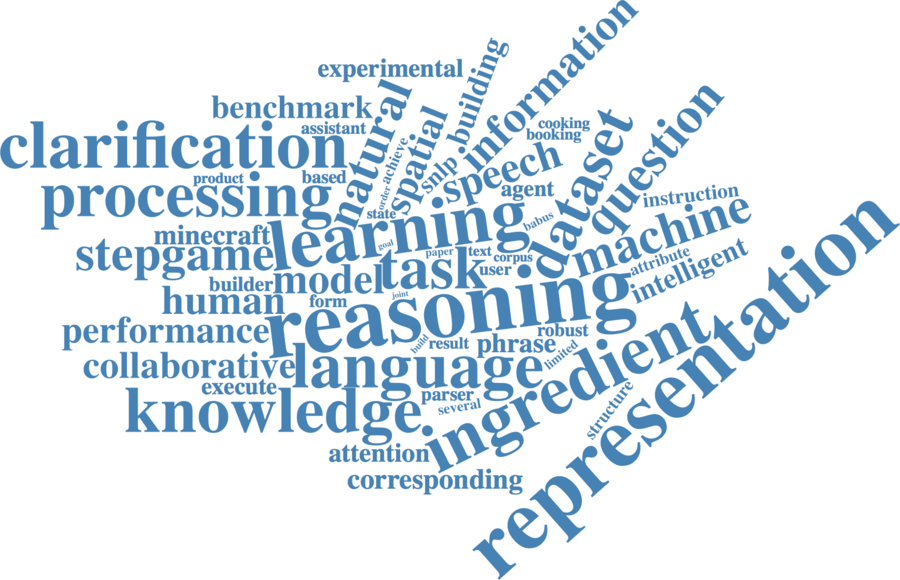 information
experimental
building
natural
benchmark
spatial
cooking
assistant
booking
question
clarification
achieve
dataset
snlp
speech
product
based
processing
order
agent
instruction
state
babus
minecraft
learning
machine
representation
goal
paper
text
corpus
stepgame
attribute
model
task
user
intelligent
builder
human
form
joint
reasoning
performance
robust
build
result
phrase
limited
collaborative
language
ingredient
execute
parser
structure
knowledge
several
attention
corresponding